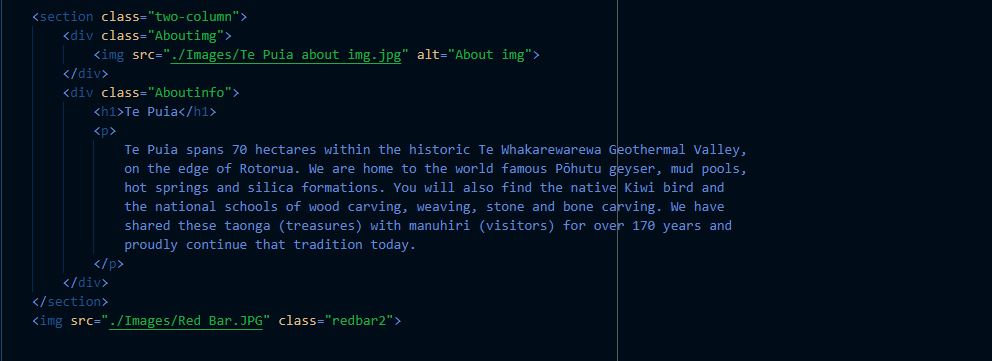 <section class="two-column">
<div class="Aboutimg">
<img src="./Images/Te Puia about img.jpg" alt="About img">
</div>
<div class="Aboutinfo">
<h1>Te Puia</h1>
<p>
Te Puia spans 70 hectares within the historic Te Whakarewarewa Geothermal Valley,
on the edge of Rotorua. We are home to the world famous Pōhutu geyser, mud pools,
hot springs and silica formations. You will also find the native Kiwi bird and
the national schools of wood carving, weaving, stone and bone carving. We have
shared these taonga (treasures) with manuhiri (visitors) for over 170 years and
proudly continue that tradition today.
</p>
</div>
</section>
<img src="./Images/Red Bar.JPG" class="redbar2">